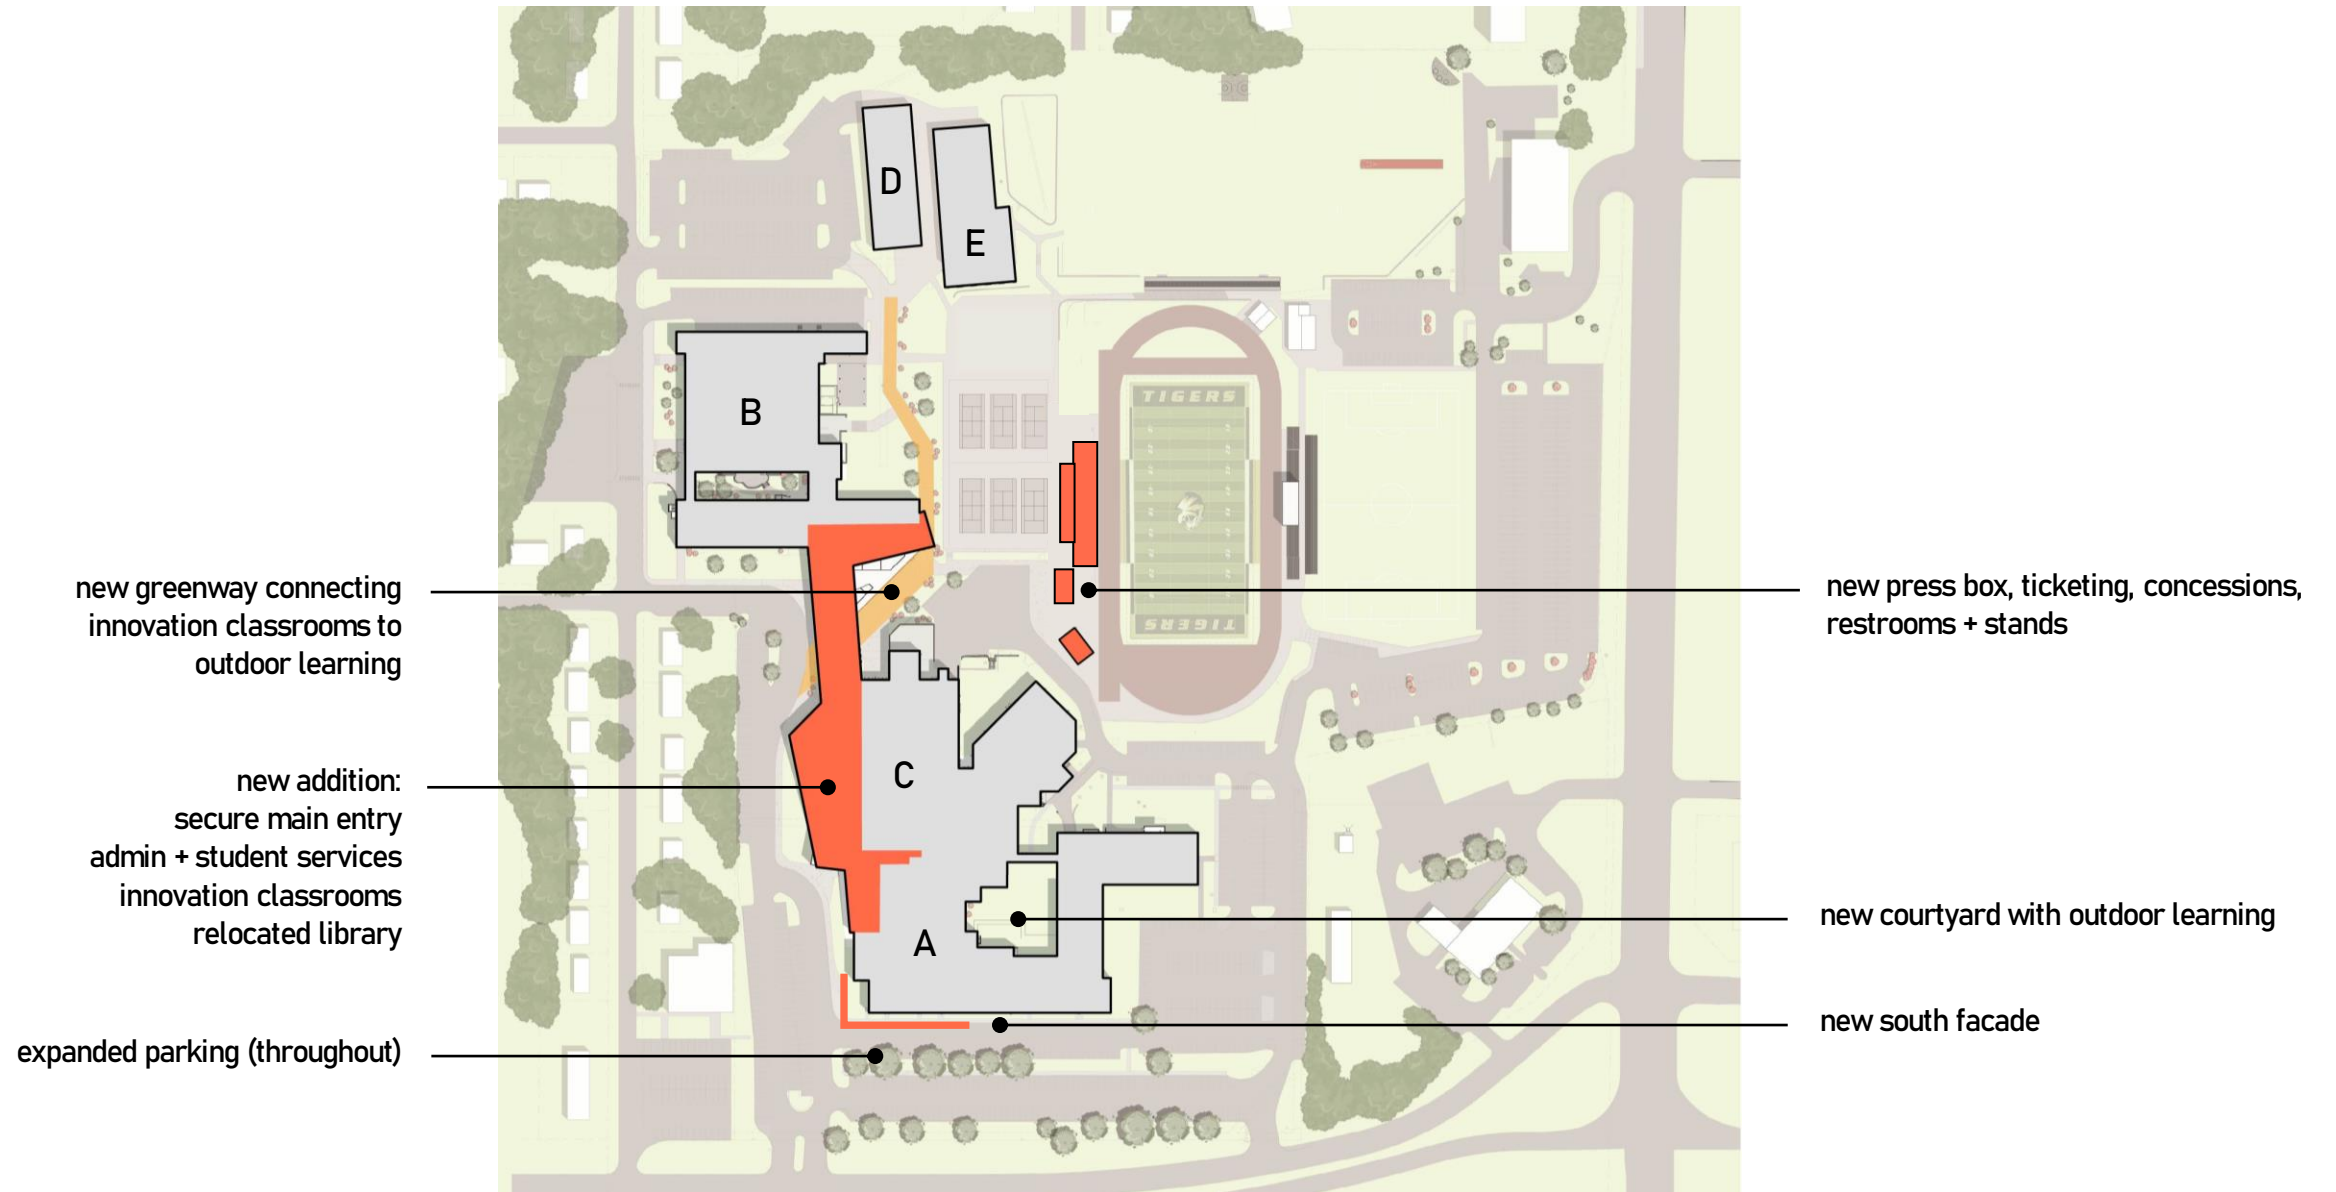 D
E
B
TIGERS
new greenway connecting
innovation classrooms to
outdoor learning
new press box, ticketing, concessions,
restrooms + stands
TIGERS
new addition:
secure main entry
admin + student services
innovation classrooms
relocated library
C
new courtyard with outdoor learning
A
new south facade
expanded parking (throughout)